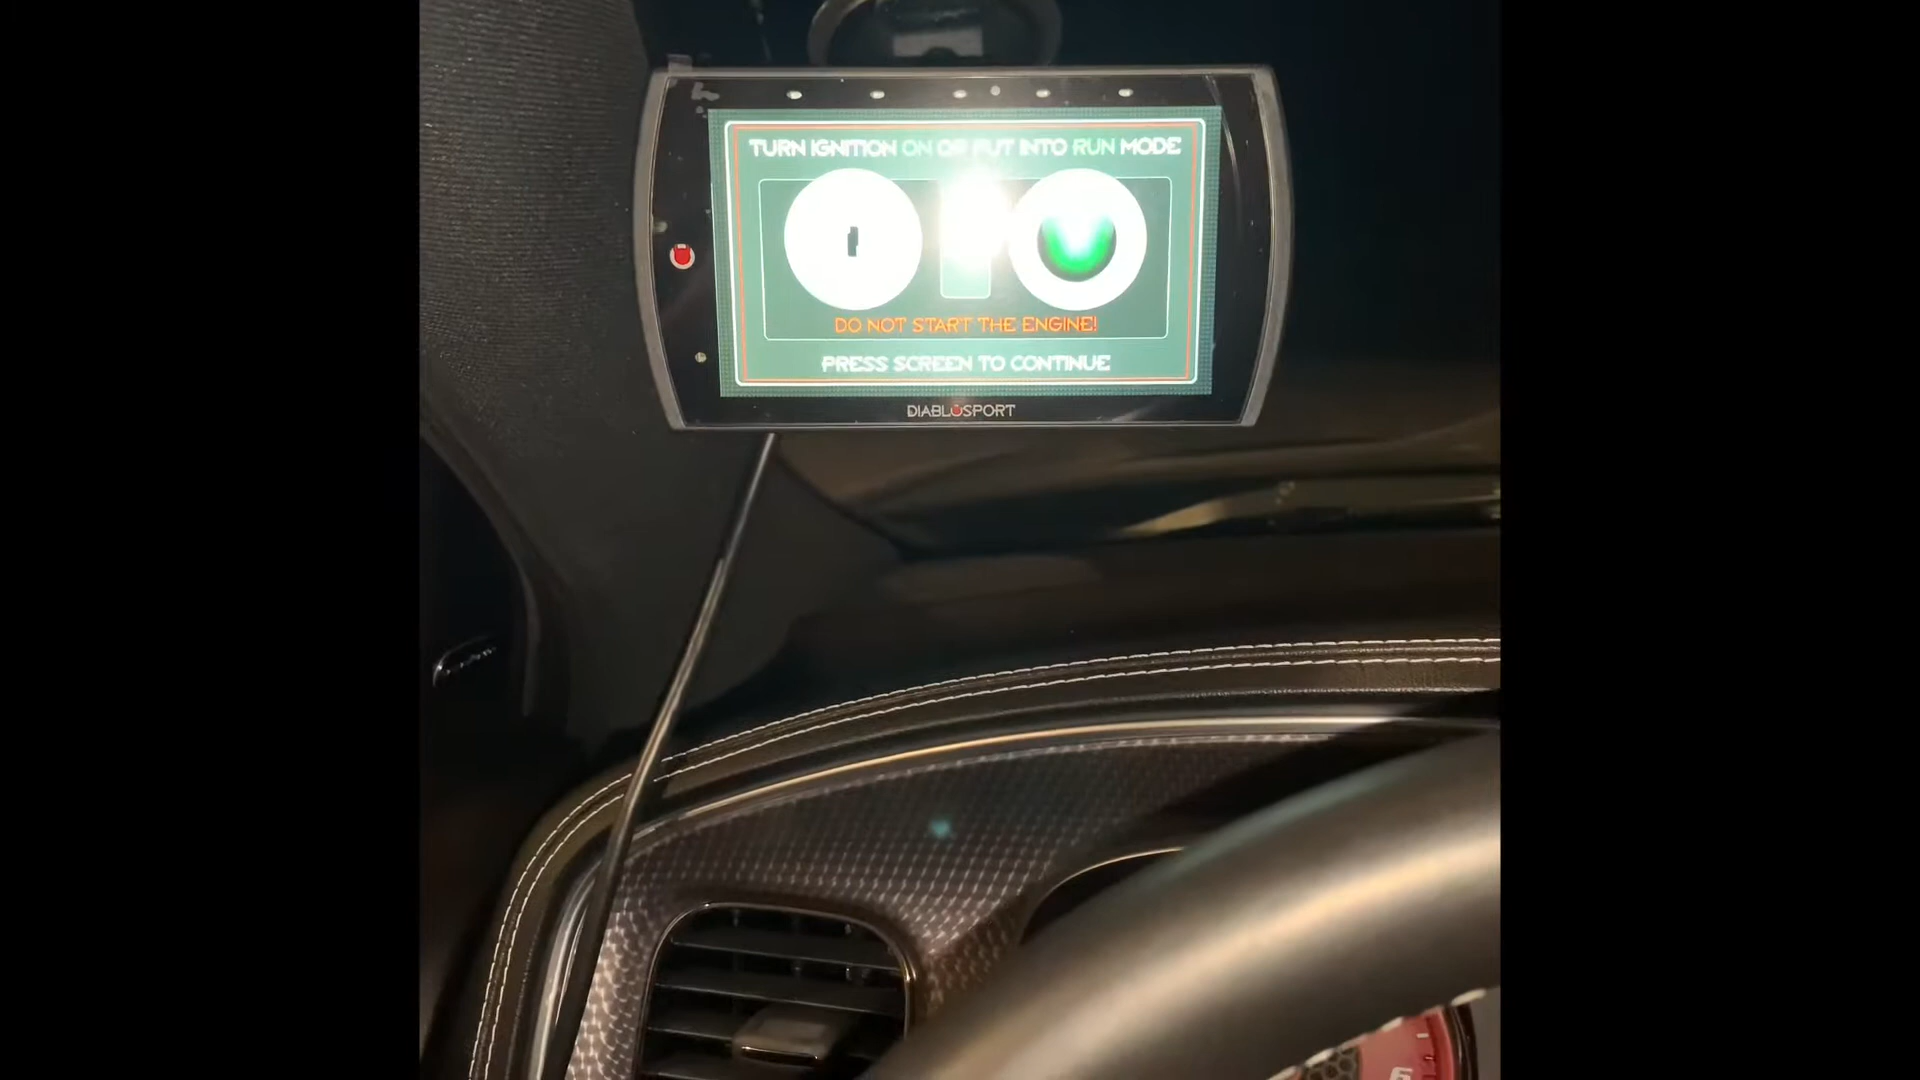 TURN IGNITION ON OR PUT INTO RUN MODE
DO NOT START THE ENGINE!
PRESS SCREEN TO CONTINUE
DIABLOSPORT